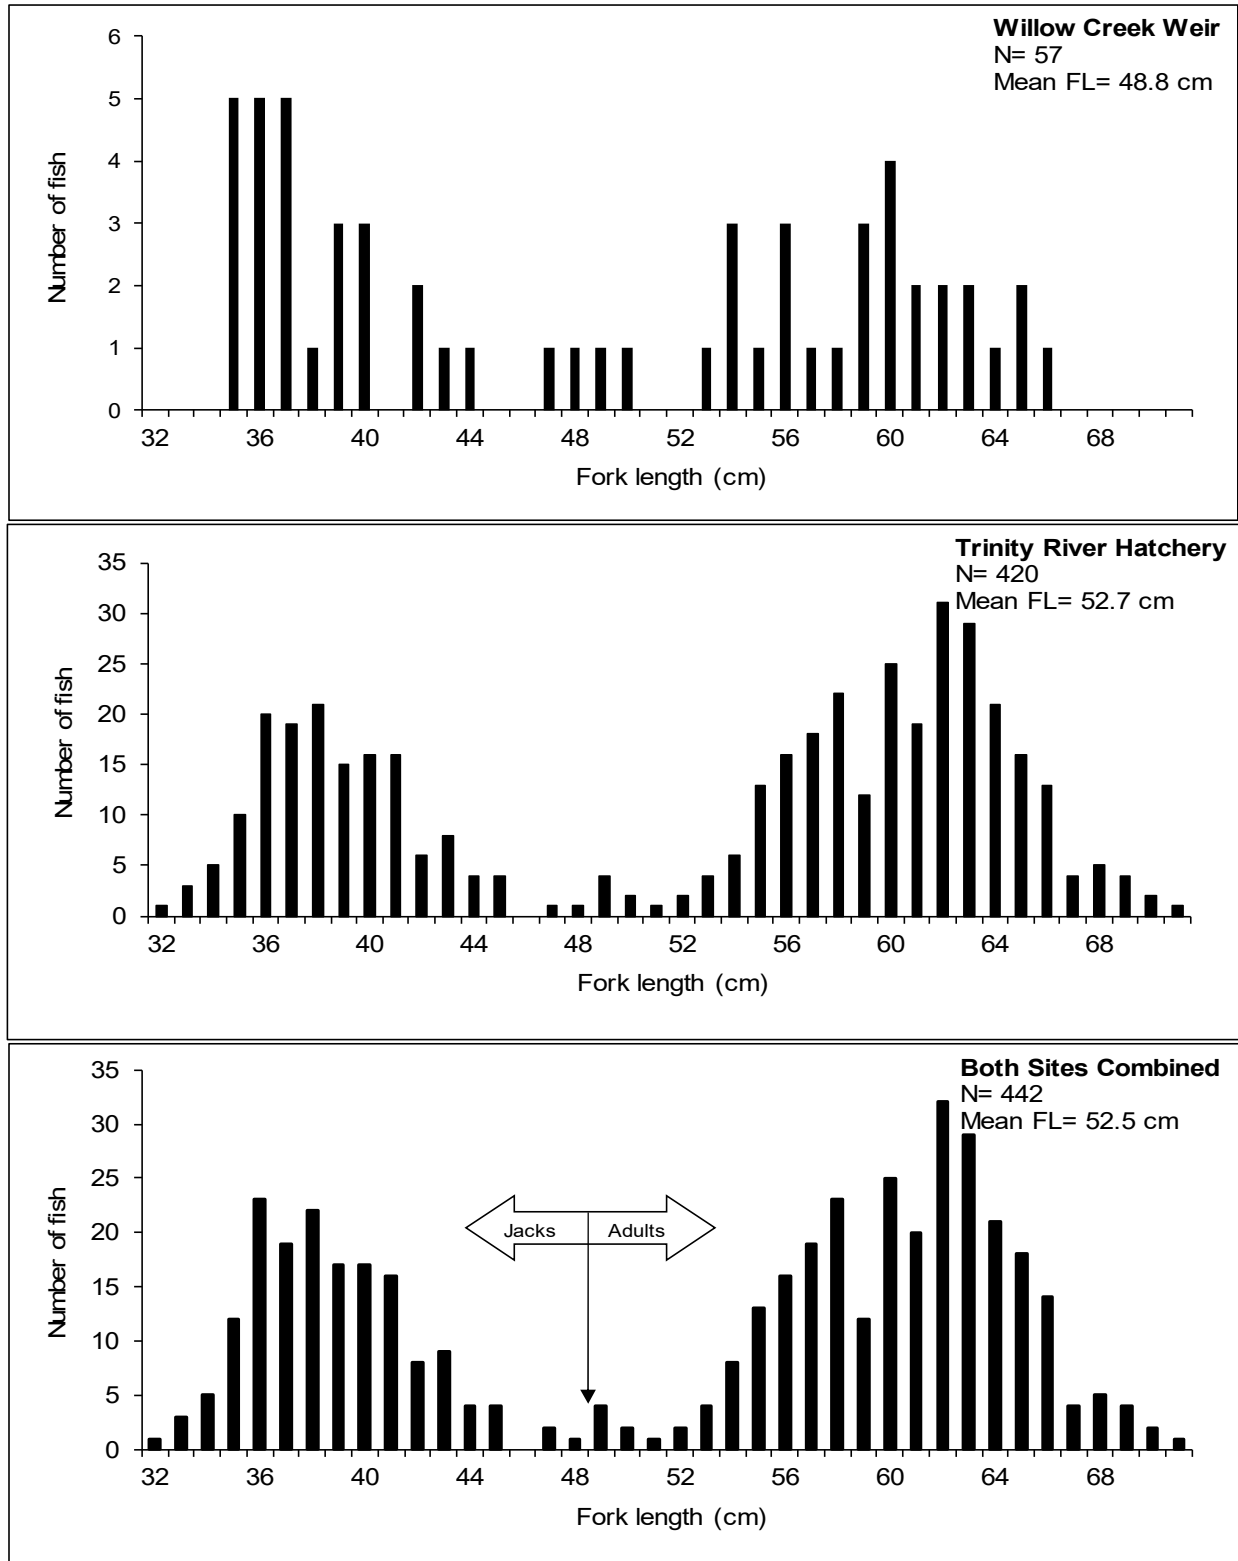 Willow Creek Weir
N= 57
Mean FL= 48.8 cm
6
5
4
3
2
1
0
Number of fish
32 36 40 44 48 52 56 60 64 68
Fork length (cm)
Trinity River Hatchery
N= 420
Mean FL= 52.7 cm
35
30
25
20
15
10
5
0
Number of fish
32 36 40 44 48 52 56 60 64 68
Fork length (cm)
Both Sites Combined
N= 442
Mean FL= 52.5 cm
35
30
25
20
15
10
5
0
Number of fish
Jacks Adults
32 36 40 44 48 52 56 60 64 68
Fork length (cm)